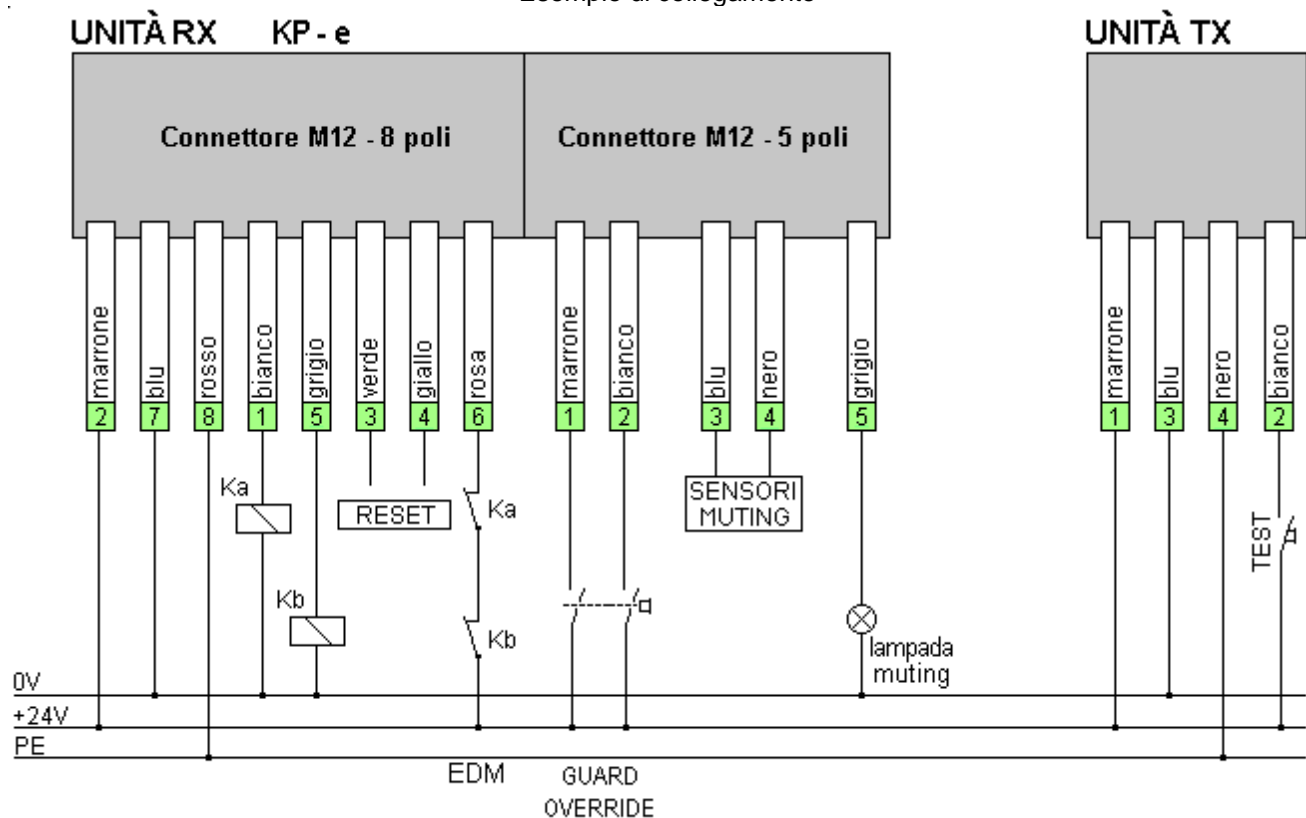 Esempio di collegamento
UNITÀ RX KP - e
UNITÀ TX
Connettore M12 - 8 poli
Connettore M12 - 5 poli
marrone
blu
rosso
bianco
grigio
verde
giallo
rosa
marrone
bianco
blu
nero
grigio
marrone
blu
nero
bianco
2
7
8
1
5
3
4
6
1
2
3
4
5
1
3
4
2
Ka
RESET
Ka
SENSORI
MUTING
TEST
Kb
Kb
lampada
muting
0V
+24V
PE
EDM
GUARD
OVERRIDE